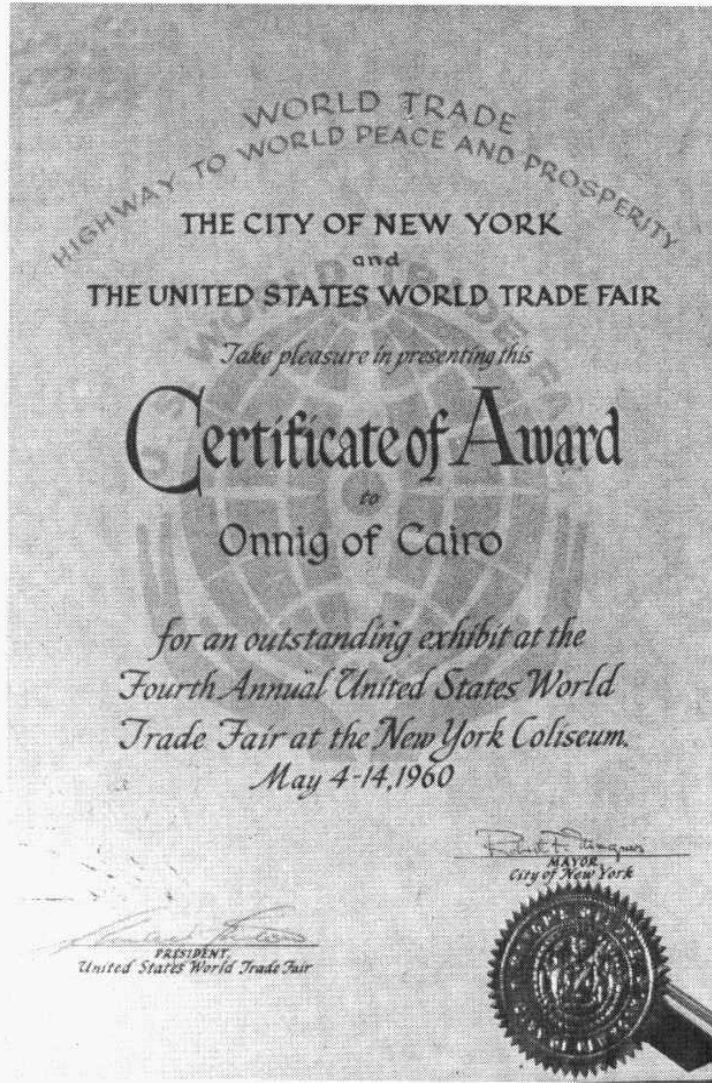 WORLD TRADE
HIGHWAY TO WORLD PEACE AND PROSPERITY
THE CITY OF NEW YORK
and
THE UNITED STATES WORLD TRADE FAIR
Take pleasure in presenting this
Certificate of Award
to
Onnig of Cairo
for an outstanding exhibit at the
Fourth Annual United States World
Trade Fair at the New York Coliseum.
May 4-14, 1960
MAYOR
City of New York
PRESIDENT
United States World Trade Fair
WORLD TRADE FAIR